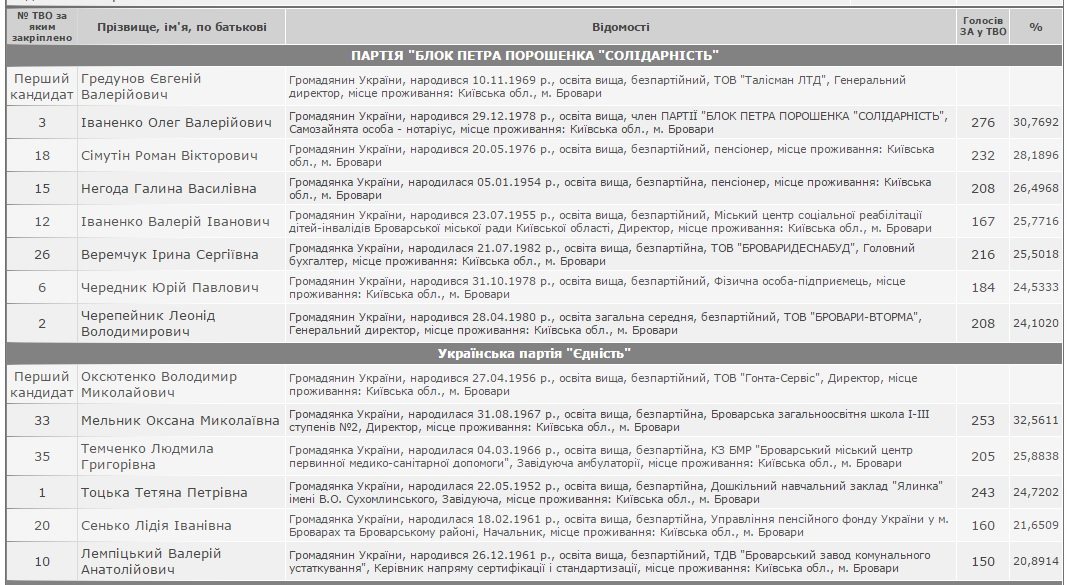 № ТВО за яким закріплено Прізвище, ім'я, по батькові Відомості Голосів ЗА у ТВО %
ПАРТІЯ "БЛОК ПЕТРА ПОРОШЕНКА "СОЛІДАРНІСТЬ"
Перший кандидат Гредунов Євгеній Валерійович Громадянин України, народився 10.11.1969 р., освіта вища, безпартійний, ТОВ "Талісман ЛТД", Генеральний директор, місце проживання: Київська обл., м. Бровари
3 Іваненко Олег Валерійович Громадянин України, народився 29.12.1978 р., освіта вища, член ПАРТІЇ "БЛОК ПЕТРА ПОРОШЕНКА "СОЛІДАРНІСТЬ", Самозайнята особа - нотаріус, місце проживання: Київська обл., м. Бровари 276 30,7692
18 Сімутін Роман Вікторович Громадянин України, народився 20.05.1976 р., освіта вища, безпартійний, пенсіонер, місце проживання: Київська обл., м. Бровари 232 28,1896
15 Негода Галина Василівна Громадянка України, народилася 05.01.1954 р., освіта вища, безпартійна, пенсіонер, місце проживання: Київська обл., м. Бровари 208 26,4968
12 Іваненко Валерій Іванович Громадянин України, народився 23.07.1955 р., освіта вища, безпартійний, Міський центр соціальної реабілітації дітей-інвалідів Броварської міської ради Київської області, Директор, місце проживання: Київська обл., м. Бровари 167 25,7716
26 Веремчук Ірина Сергіївна Громадянка України, народилася 21.07.1982 р., освіта вища, безпартійна, ТОВ "БРОВАРИДЕСНАБУД", Головний бухгалтер, місце проживання: Київська обл., м. Бровари 216 25,5018
6 Чередник Юрій Павлович Громадянин України, народився 31.10.1978 р., освіта вища, безпартійний, Фізична особа-підприємець, місце проживання: Київська обл., м. Бровари 184 24,5333
2 Черепейник Леонід Володимирович Громадянин України, народився 28.04.1980 р., освіта загальна середня, безпартійний, ТОВ "БРОВАРИ-ВТОРМА", Генеральний директор, місце проживання: Київська обл., м. Бровари 208 24,1020
Українська партія "Єдність"
Перший кандидат Оксютенко Володимир Миколайович Громадянин України, народився 27.04.1956 р., освіта вища, безпартійний, ТОВ "Гонта-Сервіс", Директор, місце проживання: Київська обл., м. Бровари
33 Мельник Оксана Миколаївна Громадянка України, народилася 31.08.1967 р., освіта вища, безпартійна, Броварська загальноосвітня школа І-ІІІ ступенів №2, Директор, місце проживання: Київська обл., м. Бровари 253 32,5611
35 Темченко Людмила Григорівна Громадянка України, народилася 04.03.1966 р., освіта вища, безпартійна, КЗ БМР "Броварський міський центр первинної медико-санітарної допомоги", Завідуюча амбулаторії, місце проживання: Київська обл., м. Бровари 205 25,8838
1 Тоцька Тетяна Петрівна Громадянка України, народилася 22.05.1952 р., освіта вища, безпартійна, Дошкільний навчальний заклад "Ялинка" імені В.О. Сухомлинського, Завідуюча, місце проживання: Київська обл., м. Бровари 243 24,7202
20 Сенько Лідія Іванівна Громадянка України, народилася 18.02.1961 р., освіта вища, безпартійна, Управління пенсійного фонду України у м. Броварах та Броварському районі, Начальник, місце проживання: Київська обл., м. Бровари 160 21,6509
10 Лемпіцький Валерій Анатолійович Громадянин України, народився 26.12.1961 р., освіта вища, безпартійний, ТДВ "Броварський завод комунального устаткування", Керівник напряму сертифікації і стандартизації, місце проживання: Київська обл., м. Бровари 150 20,8914